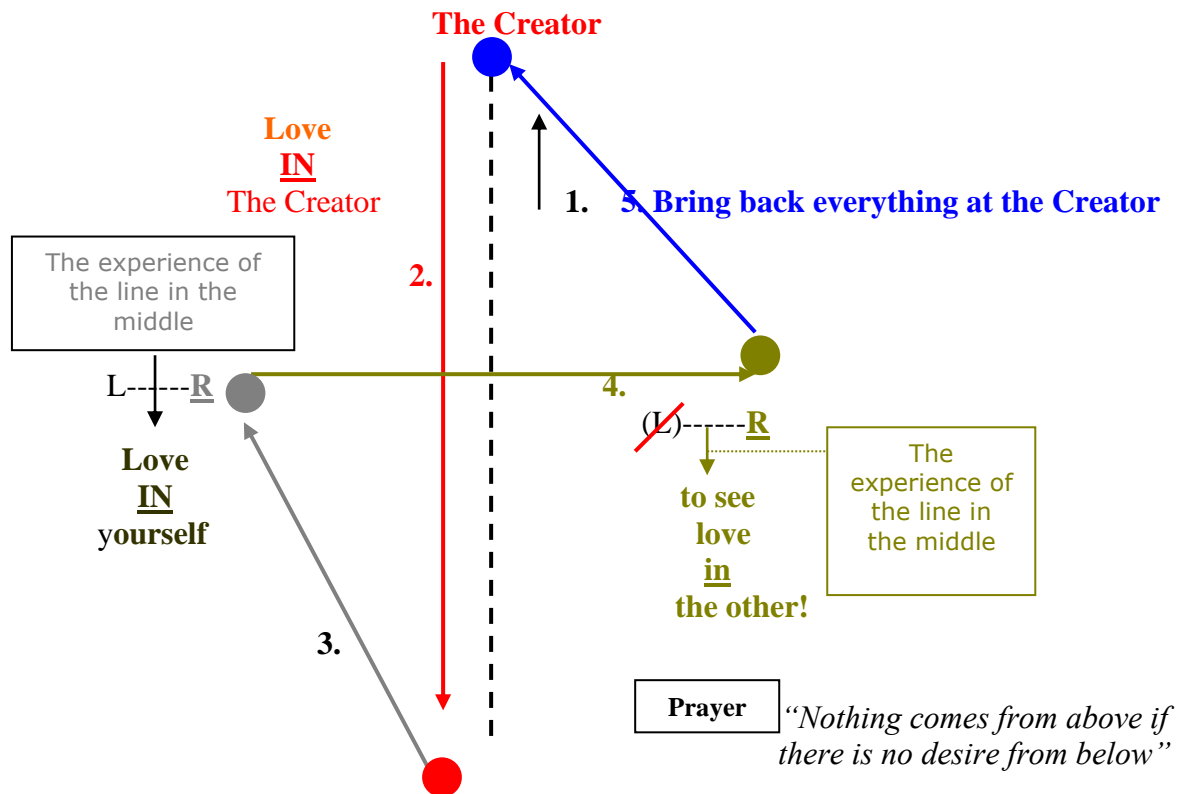 The Creator
Love
IN
The Creator
1.
5. Bring back everything at the Creator
The experience of
the line in the
middle
2.
L------R
4.
(L)------R
Love
IN
yourself
to see
love
in
the other!
The
experience of
the line in
the middle
3.
Prayer
“Nothing comes from above if
there is no desire from below”